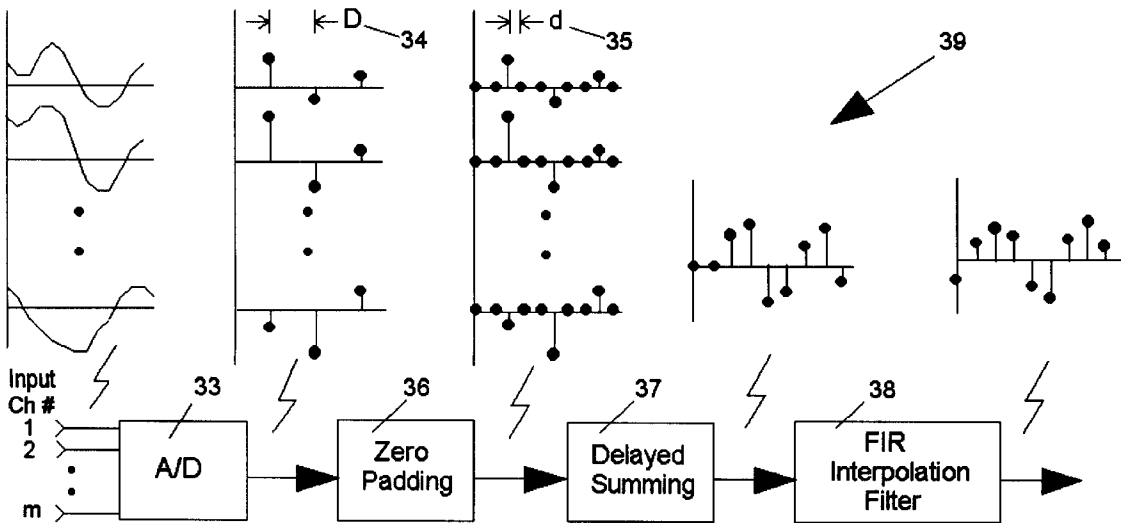 D
34
d
35
39
Input
Ch #
1
2
m
33
A/D
36
Zero
Padding
37
Delayed
Summing
38
FIR
Interpolation
Filter